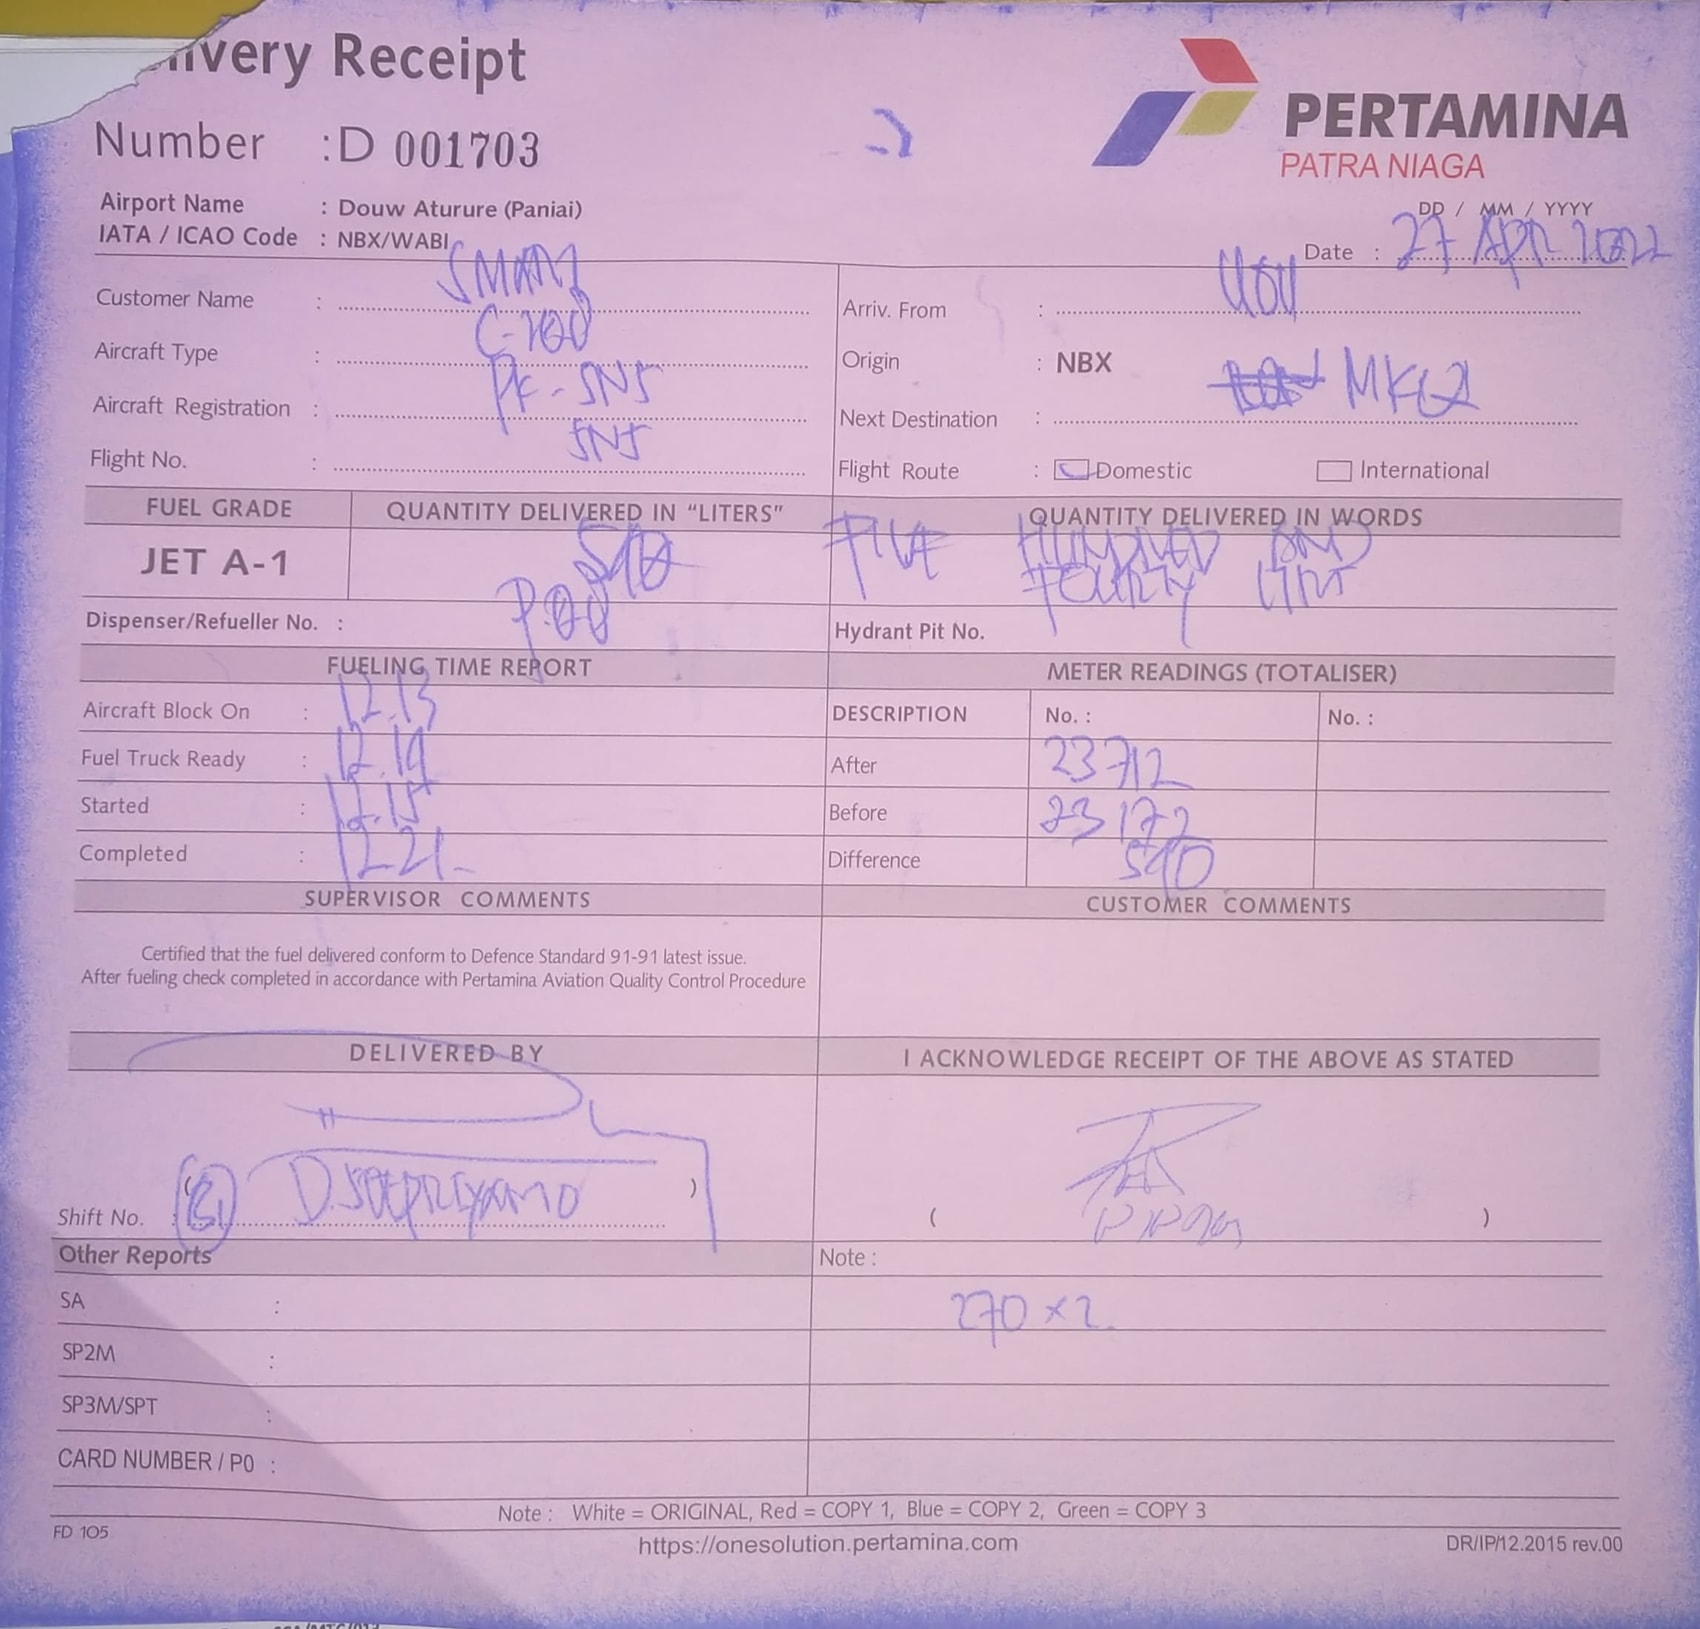 ivery Receipt
PERTAMINA
PATRA NIAGA
Number : D 001703
Airport Name : Douw Aturure (Paniai)
IATA / ICAO Code : NBX/WABI
DD / MM / YYYY
Date : 27 APR 2022
Customer Name : SMART
Aircraft Type : C-208
Aircraft Registration : PK-SNS
Flight No. : SNS
Arriv. From :
Origin : NBX
Next Destination :
Flight Route : Domestic International
FUEL GRADE QUANTITY DELIVERED IN “LITERS” QUANTITY DELIVERED IN WORDS
JET A-1 540 FIVE HUNDRED AND
Dispenser/Refueller No. : Hydrant Pit No.
FUELING TIME REPORT METER READINGS (TOTALISER)
Aircraft Block On : 12.13 DESCRIPTION No. : No. :
Fuel Truck Ready : 12.14 After 23712
Started : 12.15 Before 23172
Completed : 12.21 Difference 540
SUPERVISOR COMMENTS CUSTOMER COMMENTS
Certified that the fuel delivered conform to Defence Standard 91-91 latest issue.
After fueling check completed in accordance with Pertamina Aviation Quality Control Procedure
DELIVERED BY I ACKNOWLEDGE RECEIPT OF THE ABOVE AS STATED
Shift No. : ( ) ( )
Other Reports Note :
SA : 270 x 2
SP2M :
SP3M/SPT :
CARD NUMBER / P0 :
Note : White = ORIGINAL, Red = COPY 1, Blue = COPY 2, Green = COPY 3
FD 105 https://onesolution.pertamina.com DR/IP/12.2015 rev.00